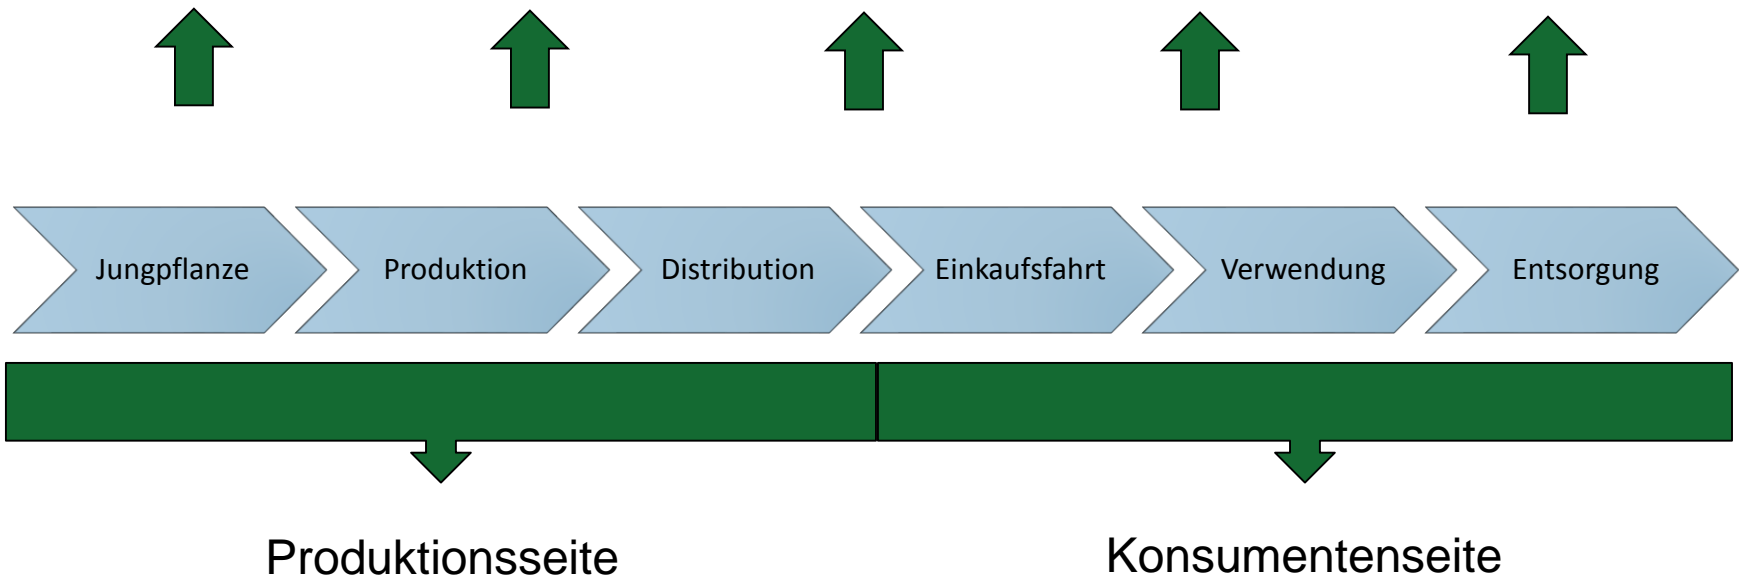 Jungpflanze
Produktion
Distribution
Einkaufsfahrt
Verwendung
Entsorgung
Produktionsseite
Konsumentenseite